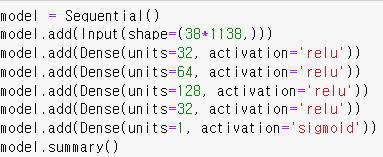 model = Sequential()
model.add(Input(shape=(38*1138,)))
model.add(Dense(units=32, activation='relu'))
model.add(Dense(units=64, activation='relu'))
model.add(Dense(units=128, activation='relu'))
model.add(Dense(units=32, activation='relu'))
model.add(Dense(units=1, activation='sigmoid'))
model.summary()